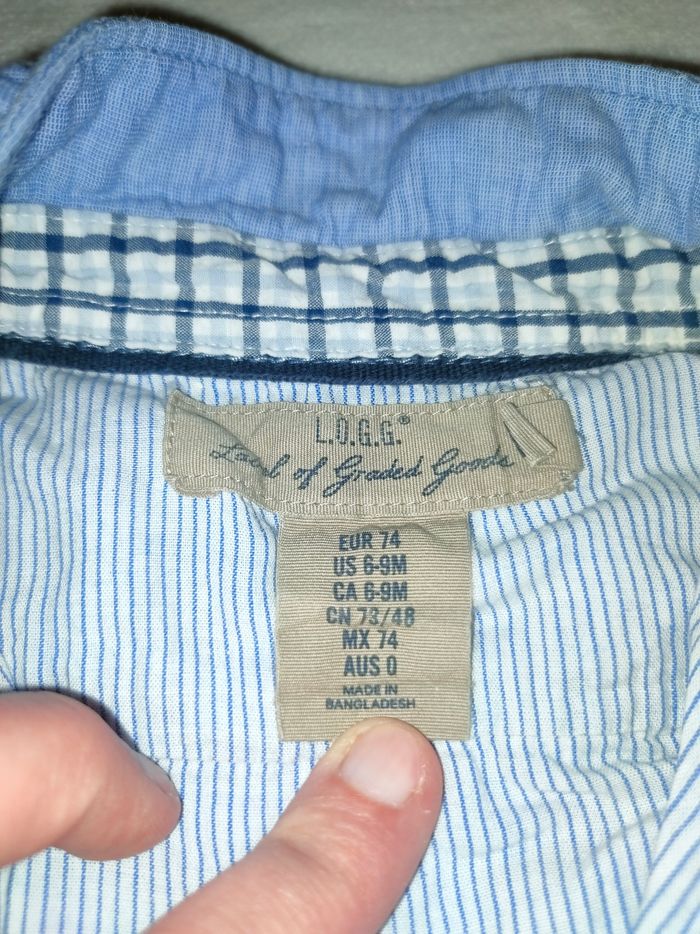 L.O.G.G.®
Label of Graded Goods
EUR 74
US 6-9M
CA 6-9M
CN 73/48
MX 74
AUS 0
MADE IN
BANGLADESH